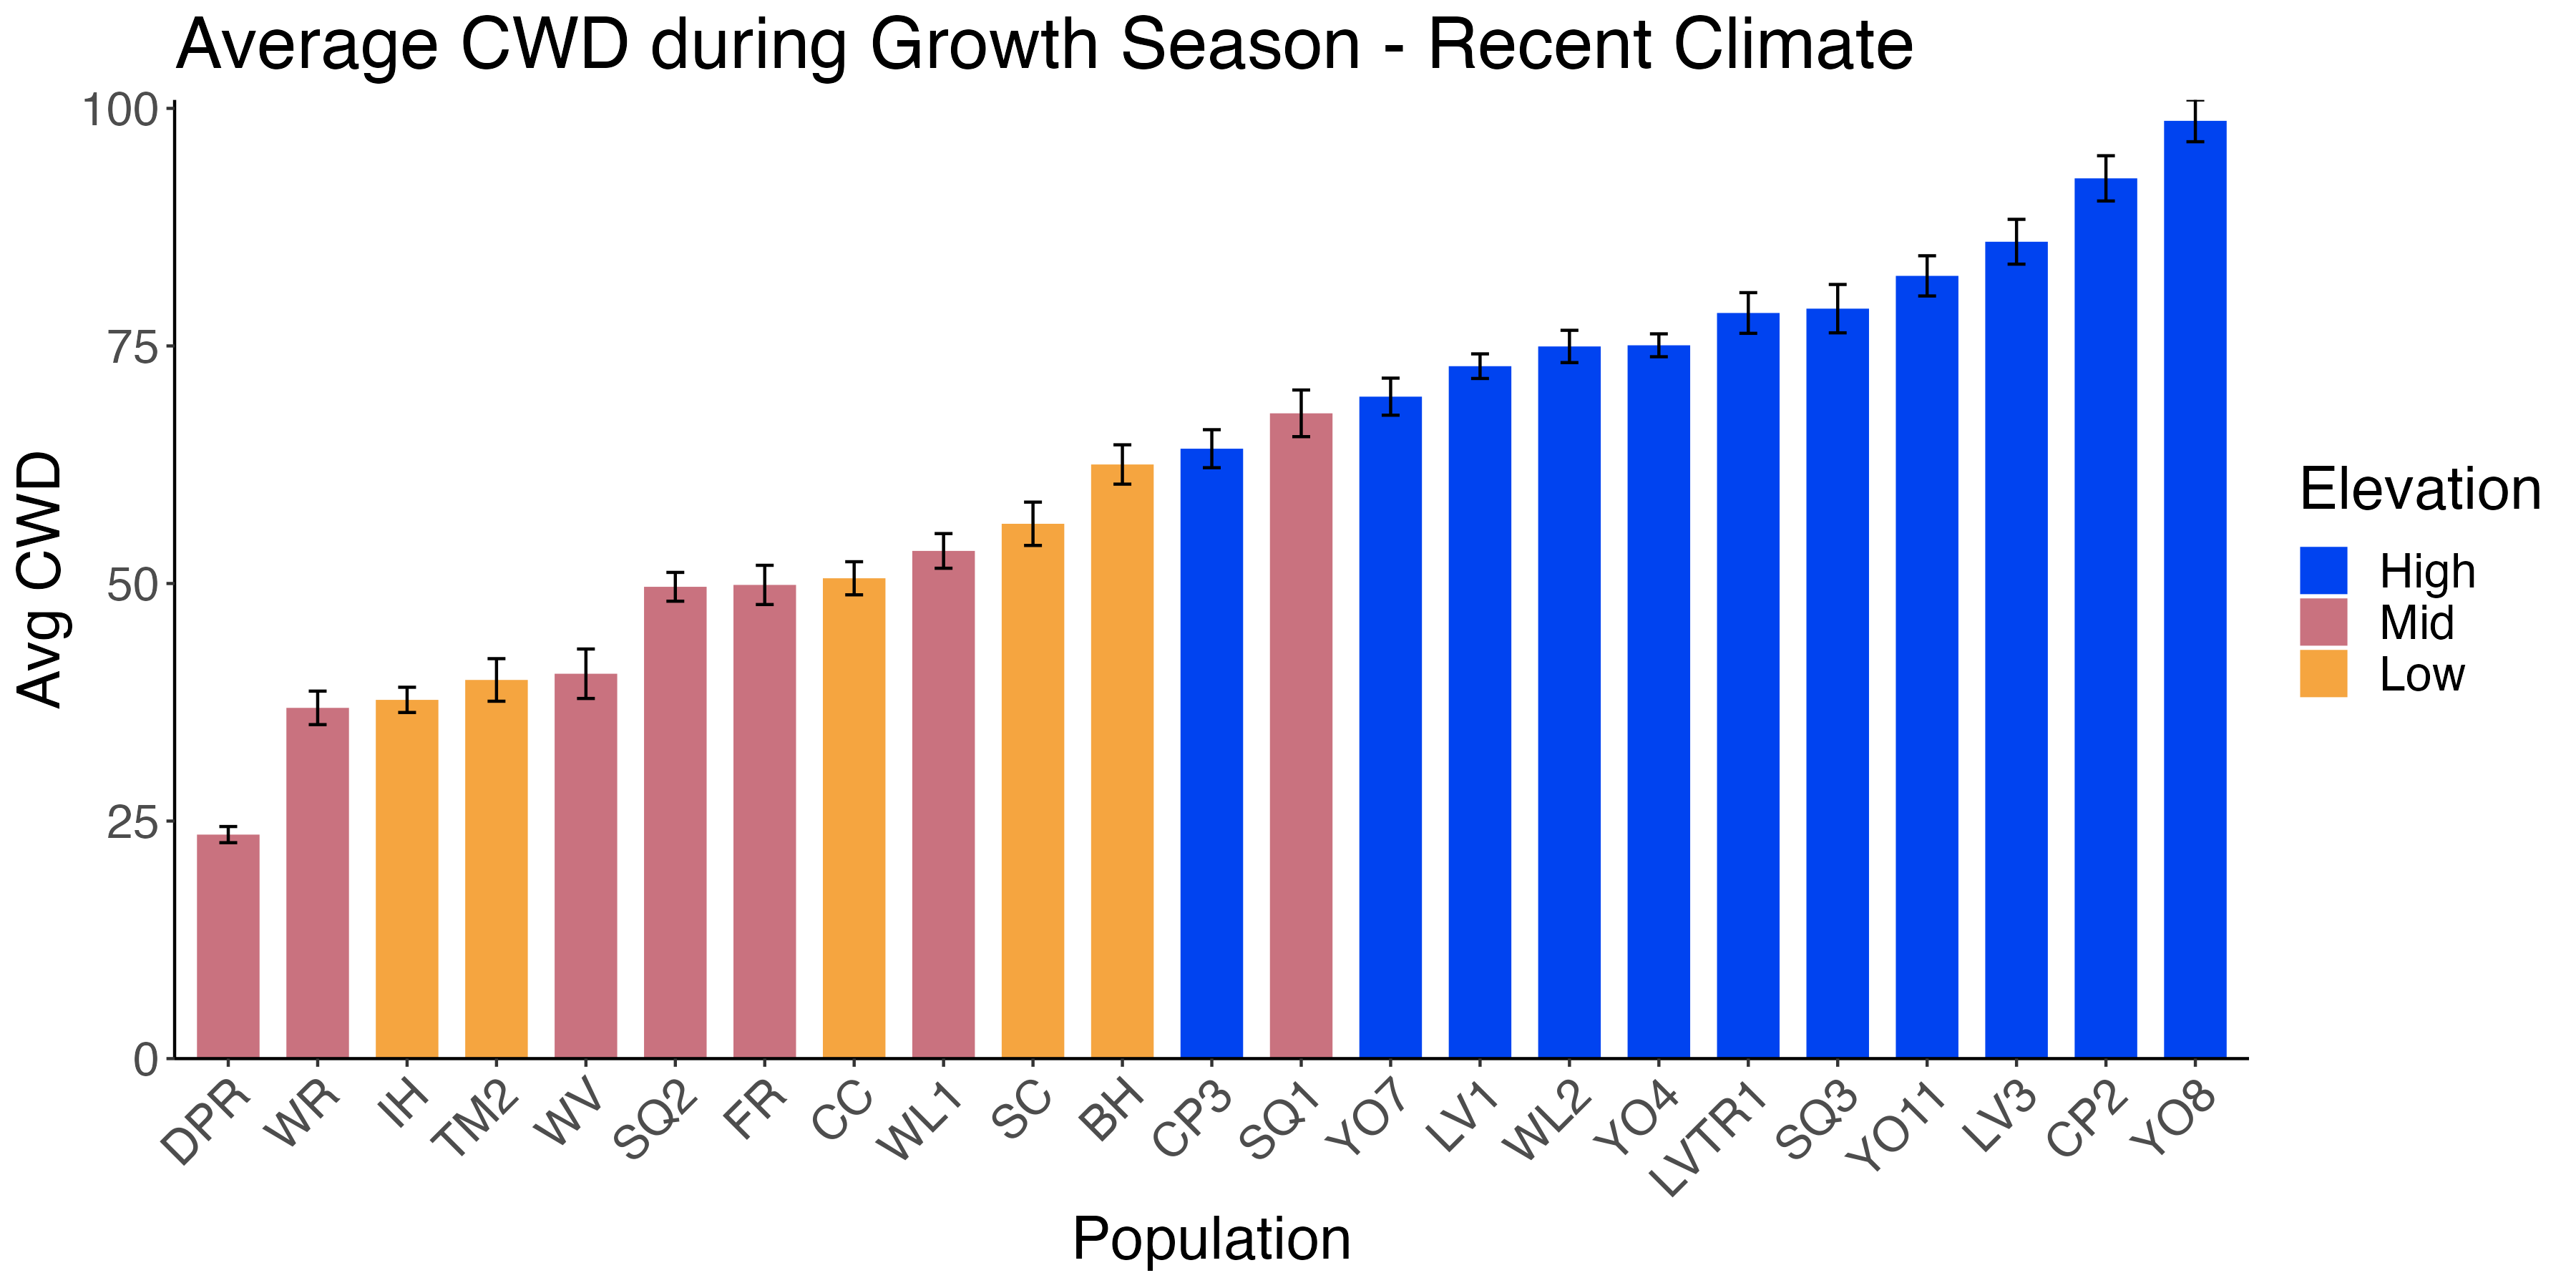 Average CWD during Growth Season - Recent Climate
100
75
50
25
0
Avg CWD
DPR
WR
IH
TM2
WV
SQ2
FR
CC
WL1
SC
BH
CP3
SQ1
YO7
LV1
WL2
YO4
LVTR1
SQ3
YO11
LV3
CP2
YO8
Population
Elevation
High
Mid
Low